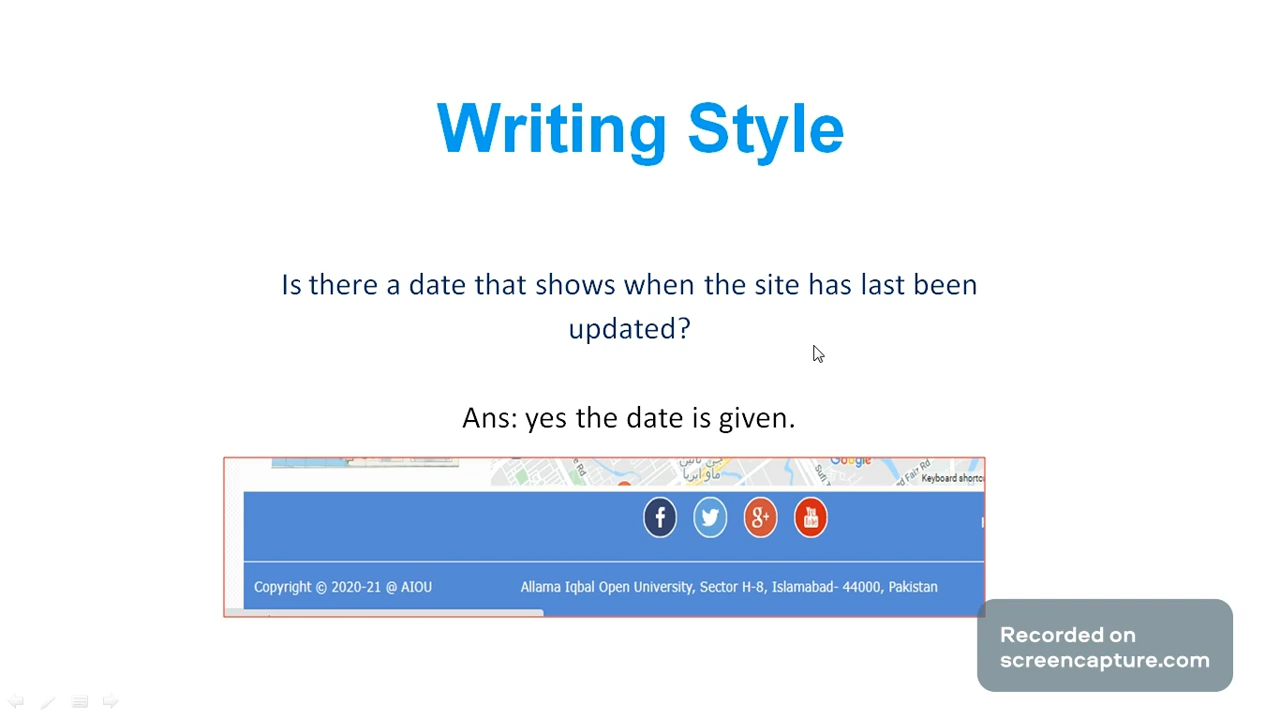 Writing Style
Is there a date that shows when the site has last been
updated?
Ans: yes the date is given.
Google
Keyboard shortc
Copyright © 2020-21 @ AIOU
Allama Iqbal Open University, Sector H-8, Islamabad- 44000, Pakistan
Recorded on
screencapture.com